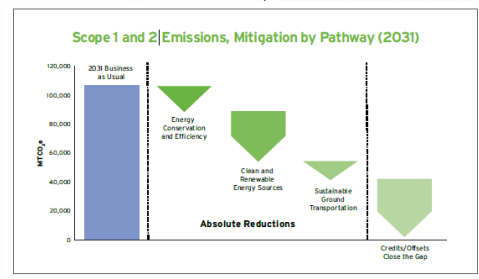 Scope 1 and 2 Emissions, Mitigation by Pathway (2031)
120,000
100,000
80,000
60,000
40,000
20,000
0
MTCO₂e
2031 Business
as Usual
Energy
Conservation
and Efficiency
Clean and
Renewable
Energy Sources
Sustainable
Ground
Transportation
Absolute Reductions
Credits/Offsets
Close the Gap